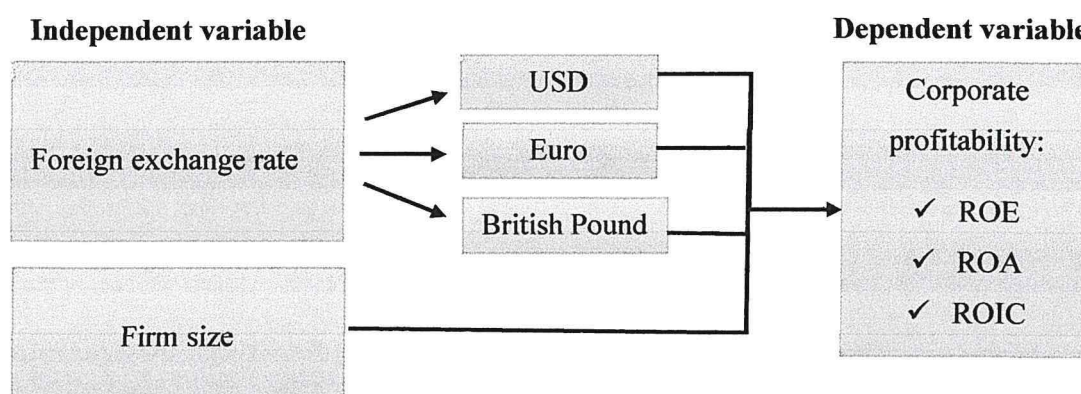 Independent variable
Dependent variable
Foreign exchange rate
USD
Euro
British Pound
Firm size
Corporate
profitability:
✓ ROE
✓ ROA
✓ ROIC